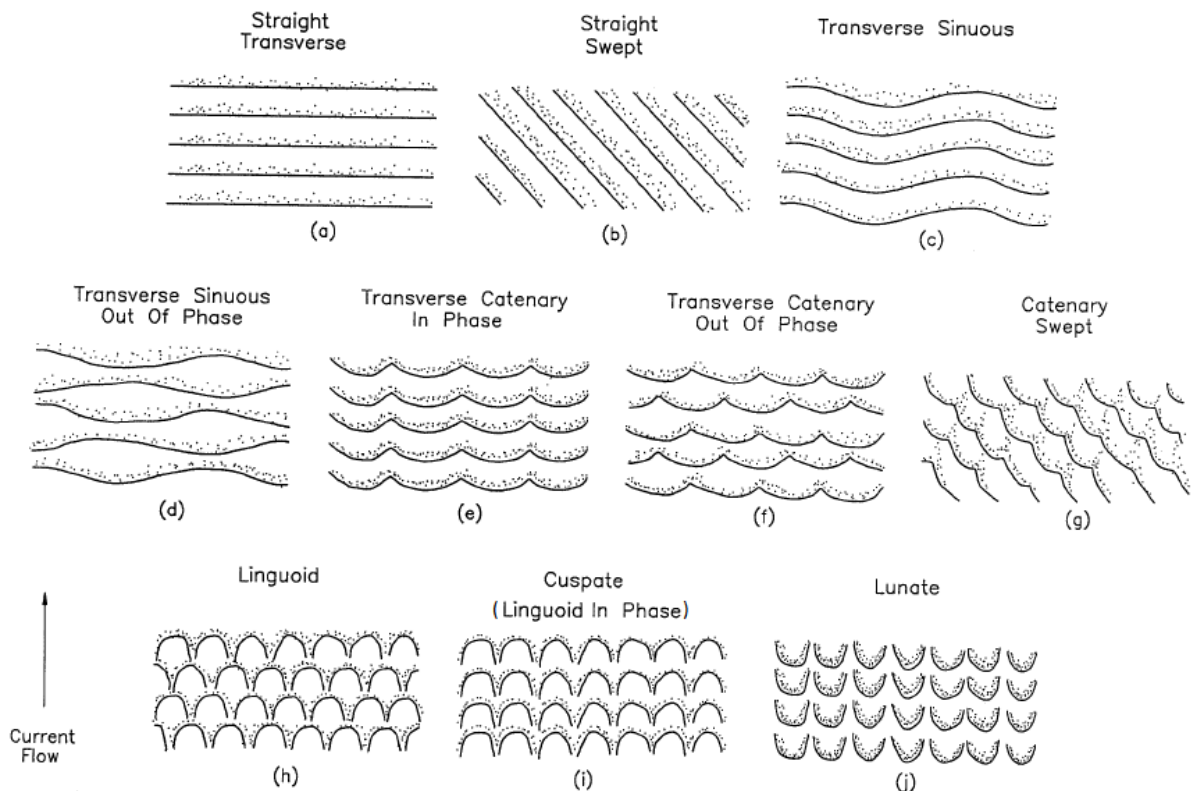 Straight
Transverse
Straight
Swept
Transverse Sinuous
(a)
(b)
(c)
Transverse Sinuous
Out Of Phase
Transverse Catenary
In Phase
Transverse Catenary
Out Of Phase
Catenary
Swept
(d)
(e)
(f)
(g)
Linguoid
Cuspate
(Linguoid In Phase)
Lunate
Current
Flow
(h)
(i)
(j)